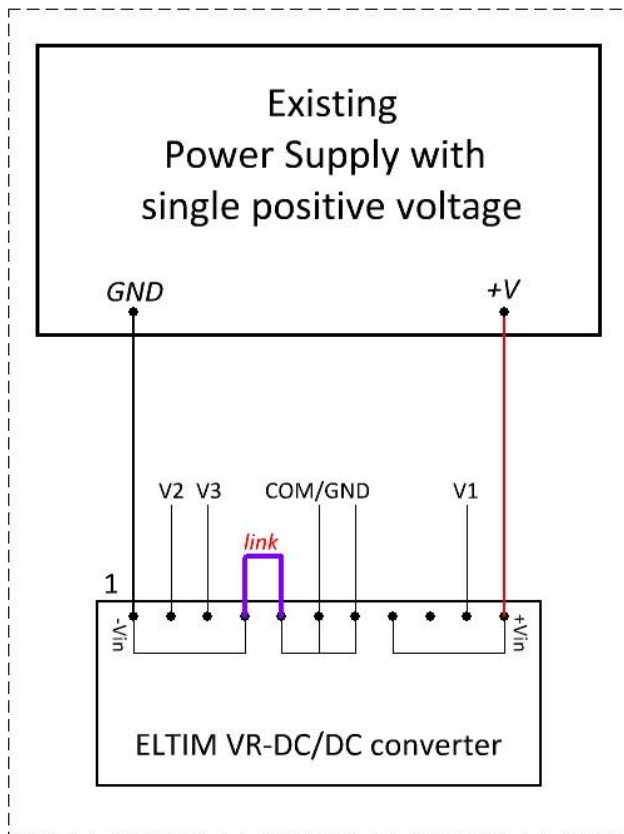 Existing
Power Supply with
single positive voltage
GND +V
V2 V3 COM/GND V1
link
1
-Vin +Vin
ELTIM VR-DC/DC converter